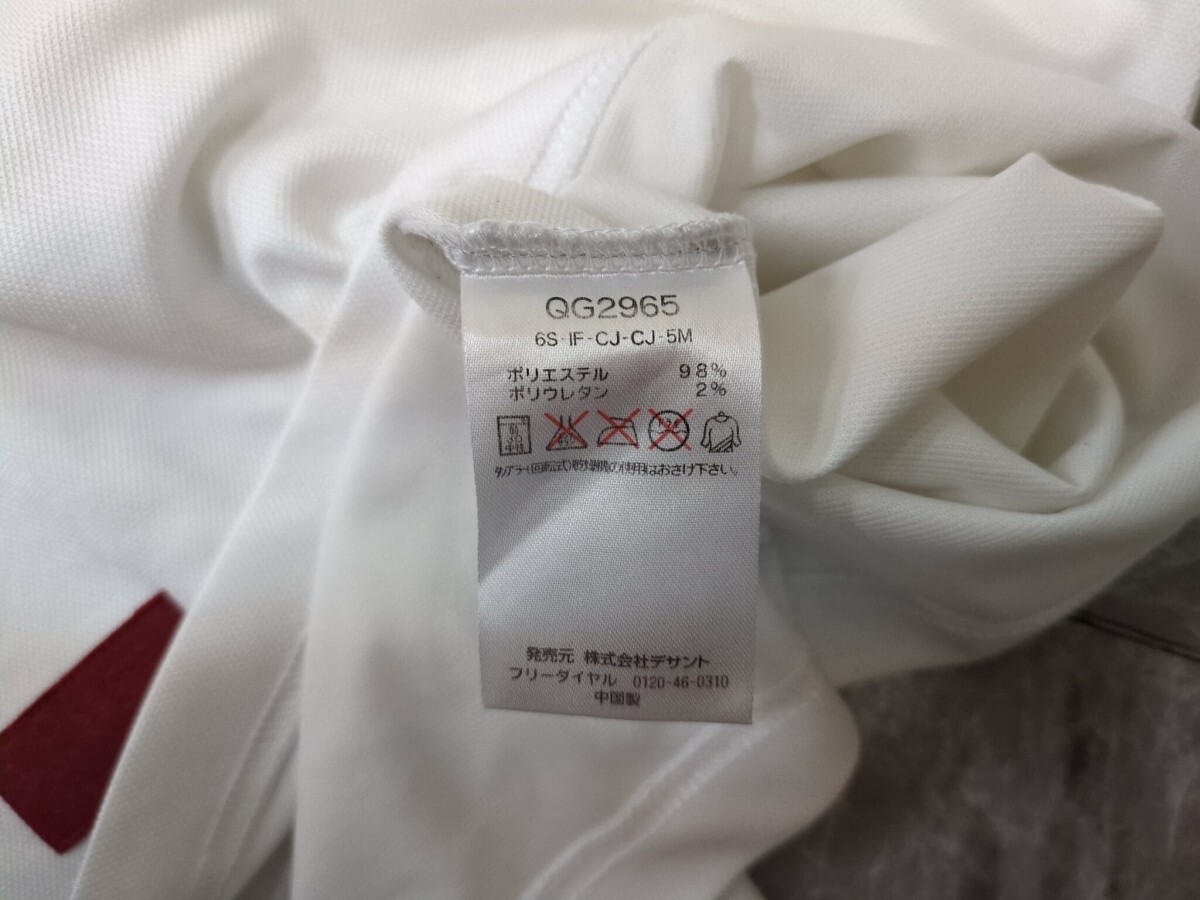 QG2965
6S-IF-CJ-CJ-5M
ポリエステル 98%
ポリウレタン 2%
タンブラー(回転式)乾燥機の使用はおさけ下さい。
発売元 株式会社デサント
フリーダイヤル 0120-46-0310
中国製